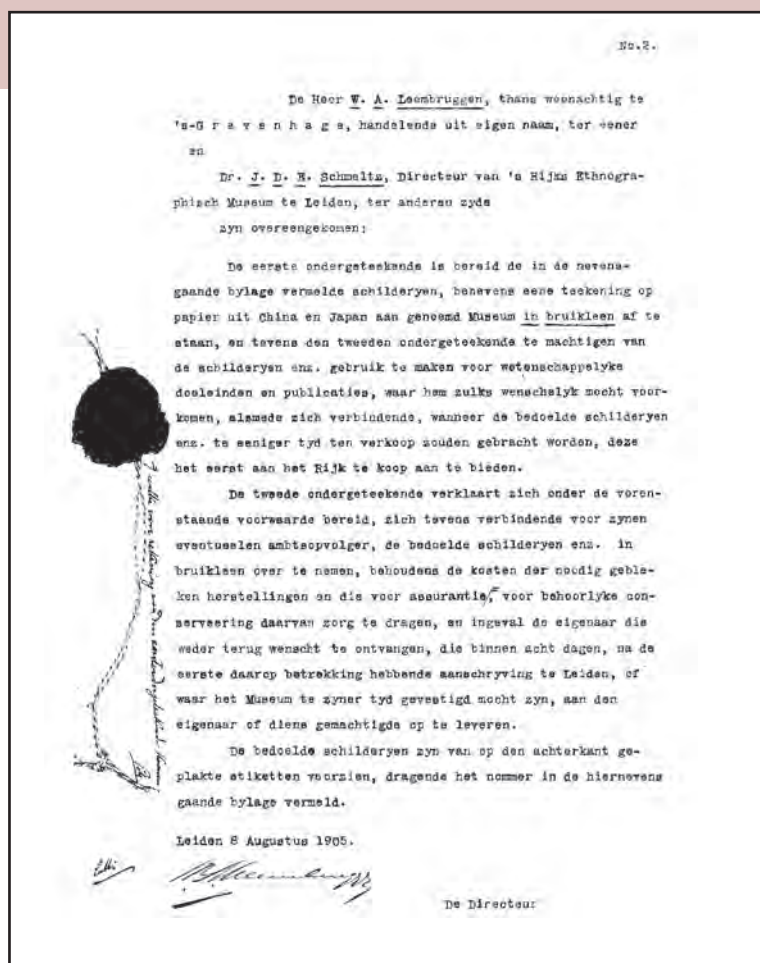 No.2.
De Heer W. A. Leembruggen, thans woonachtig te
's-G r a v e n h a g e, handelende uit eigen naam, ter eener
en
Dr. J. D. E. Schmeltz, Directeur van 's Rijks Ethnogra-
phisch Museum te Leiden, ter anderen zyde
zyn overeengekomen:
De eerste ondergeteekende is bereid de in de nevens-
gaande bylage vermelde schilderyen, benevens eene teekening op
papier uit China en Japan aan genoemd Museum in bruikleen af te
staan, en tevens den tweeden ondergeteekende te machtigen van
de schilderyen enz. gebruik te maken voor wetenschappelyke
doeleinden en publicaties, waar hem zulks wenschelyk mocht voor-
komen, alsmede zich verbindende, wanneer de bedoelde schilderyen
enz. te eeniger tyd ten verkoop zouden gebracht worden, deze
het eerst aan het Rijk te koop aan te bieden.
De tweede ondergeteekende verklaart zich onder de voren-
staande voorwaarde bereid, zich tevens verbindende voor zynen
eventueelen ambtsopvolger, de bedoelde schilderyen enz. in
bruikleen over te nemen, behoudens de kosten der noodig geble-
ken herstellingen en die voor assurantie, voor behoorlyke con-
serveering daarvan zorg te dragen, en ingeval de eigenaar die
weder terug wenscht te ontvangen, die binnen acht dagen, na de
eerste daarop betrekking hebbende aanschryving te Leiden, of
waar het Museum te zyner tyd gevestigd mocht zyn, aan den
eigenaar of diens gemachtigde op te leveren.
De bedoelde schilderyen zyn van op den achterkant ge-
plakte etiketten voorzien, dragende het nommer in de hiernevens
gaande bylage vermeld.
Leiden 8 Augustus 1905.
De Directeur